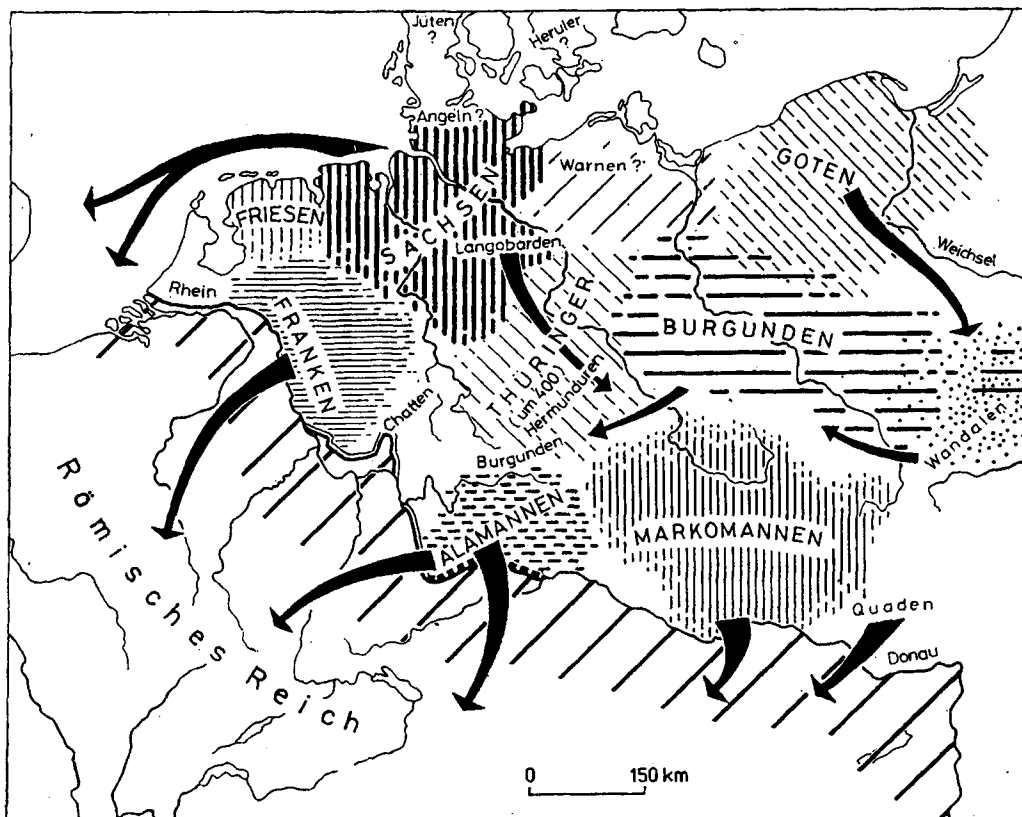 Jüten
?
Heruler
?
Angeln?
Warnen?
GOTEN
FRIESEN
SACHSEN
Langobarden
Weichsel
Rhein
FRANKEN
THÜRINGER
(um 400)
Hermunduren
BURGUNDEN
Chatten
Burgunden
Wandalen
ALAMANNEN
MARKOMANNEN
Römisches Reich
Quaden
Donau
0 150 km